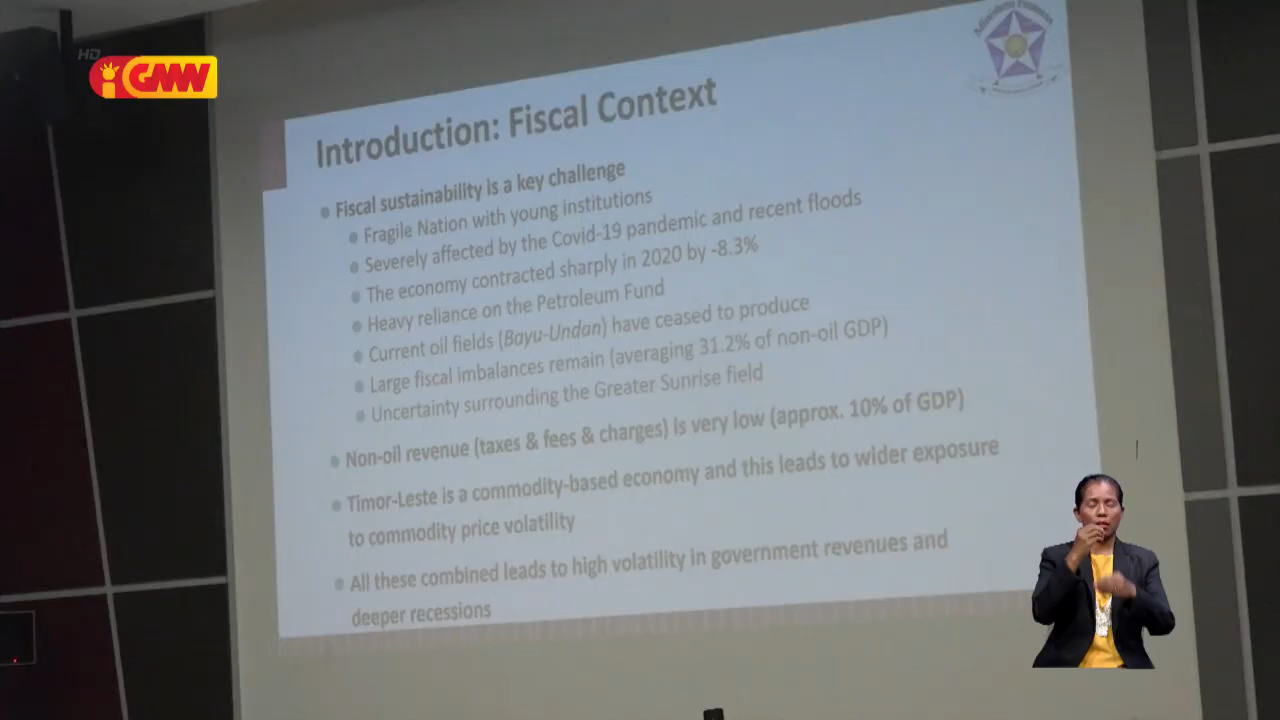 HD
GMN
Introduction: Fiscal Context
Fiscal sustainability is a key challenge
Fragile Nation with young institutions
Severely affected by the Covid-19 pandemic and recent floods
The economy contracted sharply in 2020 by -8.3%
Heavy reliance on the Petroleum Fund
Current oil fields (Bayu-Undan) have ceased to produce
Large fiscal imbalances remain (averaging 31.2% of non-oil GDP)
Uncertainty surrounding the Greater Sunrise field
Non-oil revenue (taxes & fees & charges) is very low (approx. 10% of GDP)
Timor-Leste is a commodity-based economy and this leads to wider exposure
to commodity price volatility
All these combined leads to high volatility in government revenues and
deeper recessions